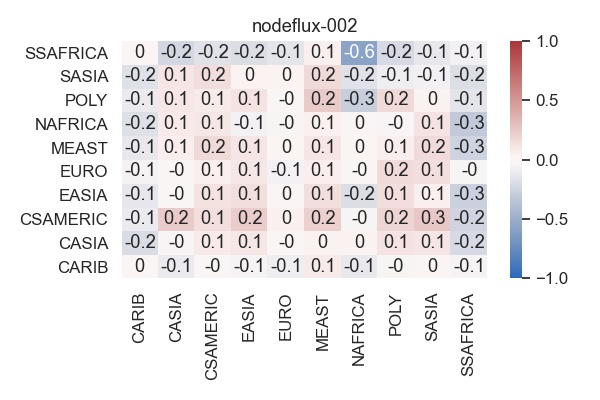 nodeflux-002
SSAFRICA 0 -0.2 -0.2 -0.2 -0.1 0.1 -0.6 -0.2 -0.1 -0.1
SASIA -0.2 0.1 0.2 0 0 0.2 -0.2 -0.1 -0.1 -0.2
POLY -0.1 0.1 0.1 0.1 -0 0.2 -0.3 0.2 0 -0.1
NAFRICA -0.2 0.1 0.1 -0.1 -0 0.1 0 -0 0.1 -0.3
MEAST -0.1 0.1 0.2 0.1 0 0.1 0 0.1 0.2 -0.3
EURO -0.1 -0 0.1 0.1 -0.1 0.1 -0 0.2 0.1 -0
EASIA -0.1 -0 0.1 0.1 0 0.1 -0.2 0.1 0.1 -0.3
CSAMERIC -0.1 0.2 0.1 0.2 0 0.2 -0 0.2 0.3 -0.2
CASIA -0.2 -0 0.1 0.1 -0 0 0 0.1 0.1 -0.2
CARIB 0 -0.1 -0 -0.1 -0.1 0.1 -0.1 -0 0 -0.1
CARIB CASIA CSAMERIC EASIA EURO MEAST NAFRICA POLY SASIA SSAFRICA
1.0
0.5
0.0
−0.5
−1.0